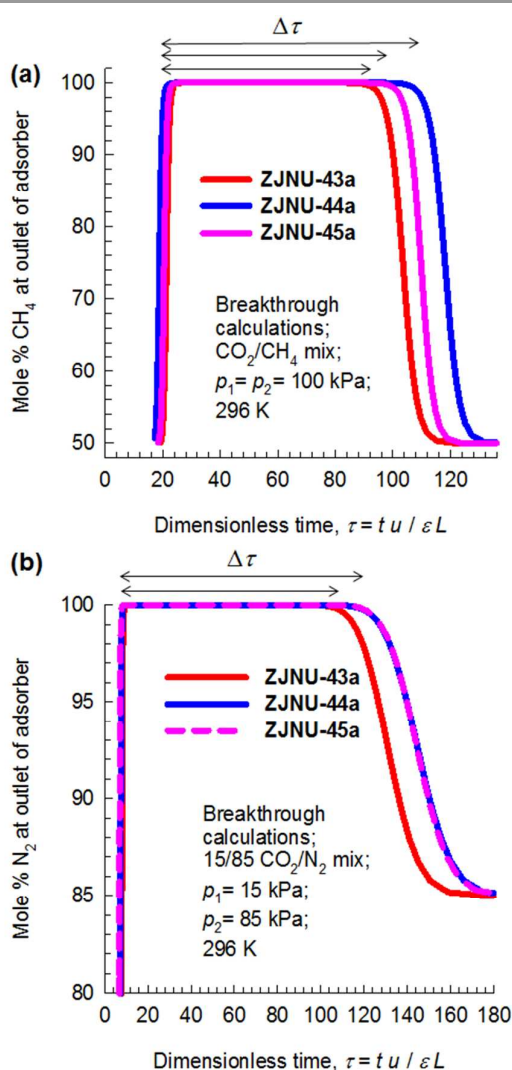 Δτ
(a)
100
90
80
70
60
50
Mole % CH₄ at outlet of adsorber
ZJNU-43a
ZJNU-44a
ZJNU-45a
Breakthrough
calculations;
CO₂/CH₄ mix;
p₁= p₂= 100 kPa;
296 K
0 20 40 60 80 100 120
Dimensionless time, τ = t u / ε L
(b)
Δτ
100
95
90
85
80
Mole % N₂ at outlet of adsorber
ZJNU-43a
ZJNU-44a
ZJNU-45a
Breakthrough
calculations;
15/85 CO₂/N₂ mix;
p₁= 15 kPa;
p₂= 85 kPa;
296 K
0 20 40 60 80 100 120 140 160 180
Dimensionless time, τ = t u / ε L